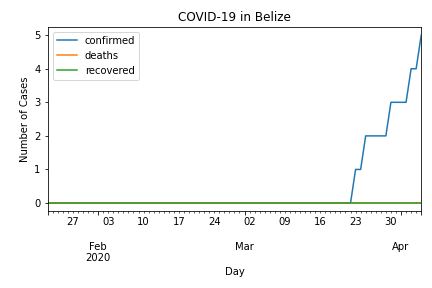 COVID-19 in Belize
confirmed
deaths
recovered
Number of Cases
5
4
3
2
1
0
27 03 10 17 24 02 09 16 23 30
Feb Mar Apr
2020
Day